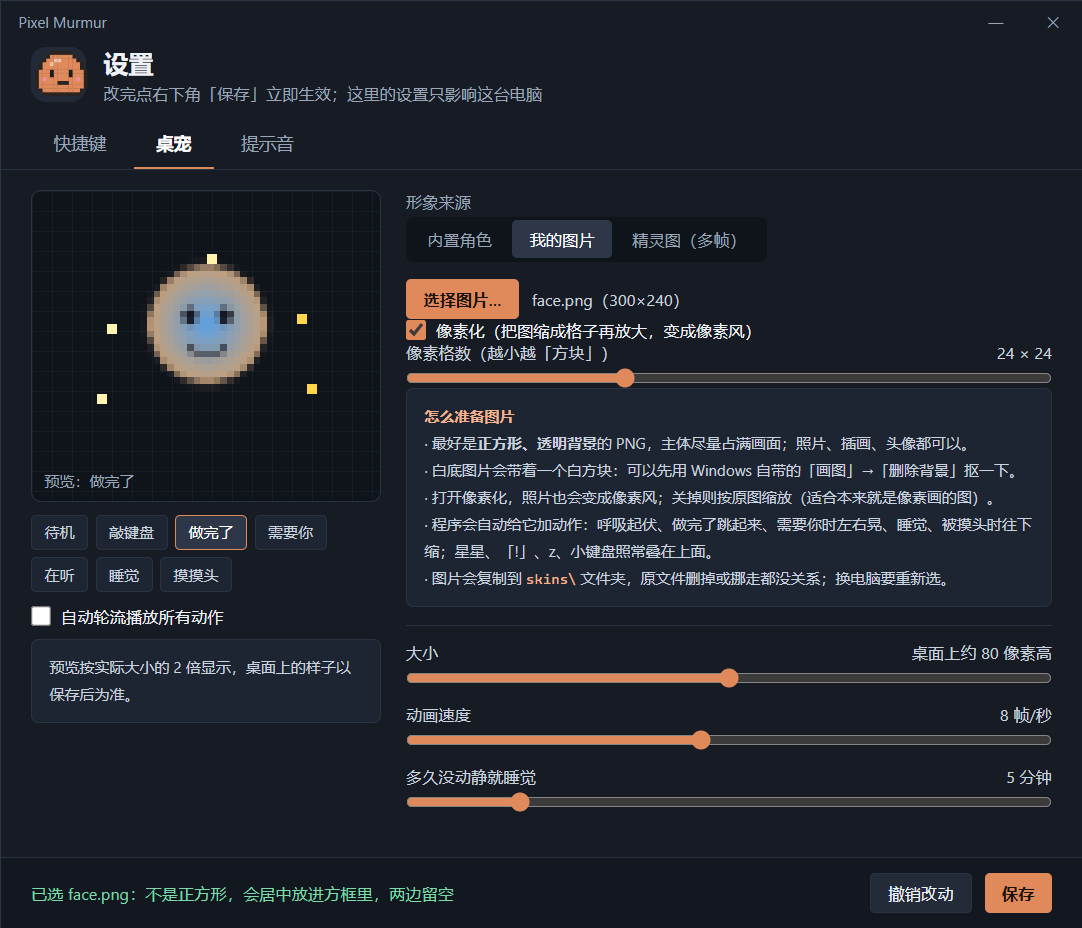 Pixel Murmur
设置
改完点右下角「保存」立即生效；这里的设置只影响这台电脑
快捷键 桌宠 提示音
预览：做完了
待机 敲键盘 做完了 需要你
在听 睡觉 摸摸头
自动轮流播放所有动作
预览按实际大小的 2 倍显示，桌面上的样子以
保存后为准。
形象来源
内置角色 我的图片 精灵图（多帧）
选择图片... face.png（300×240）
像素化（把图缩成格子再放大，变成像素风）
像素格数（越小越「方块」） 24 × 24
怎么准备图片
· 最好是正方形、透明背景的 PNG，主体尽量占满画面；照片、插画、头像都可以。
· 白底图片会带着一个白方块：可以先用 Windows 自带的「画图」→「删除背景」抠一下。
· 打开像素化，照片也会变成像素风；关掉则按原图缩放（适合本来就是像素画的图）。
· 程序会自动给它加动作：呼吸起伏、做完了跳起来、需要你时左右晃、睡觉、被摸头时往下
缩；星星、「!」、z、小键盘照常叠在上面。
· 图片会复制到 skins\ 文件夹，原文件删掉或挪走都没关系；换电脑要重新选。
大小 桌面上约 80 像素高
动画速度 8 帧/秒
多久没动静就睡觉 5 分钟
已选 face.png：不是正方形，会居中放进方框里，两边留空
撤销改动 保存